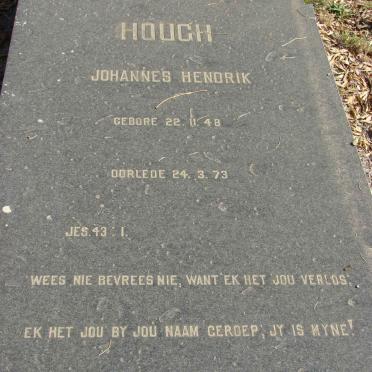 HOUGH
JOHANNES HENDRIK
GEBORE 22.11.48
OORLEDE 24.3.73
JES. 43 : 1.
"WEES NIE BEVREES NIE, WANT EK HET JOU VERLOS;
EK HET JOU BY JOU NAAM GEROEP; JY IS MYNE"